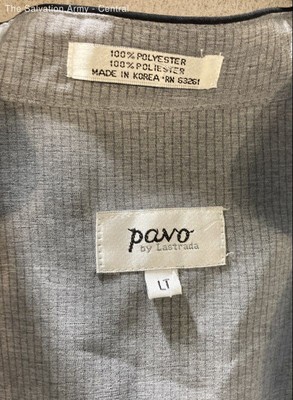 The Salvation Army - Central
100% POLYESTER
100% POLIESTER
MADE IN KOREA · RN 63261
pavo
by Lastrada
LT